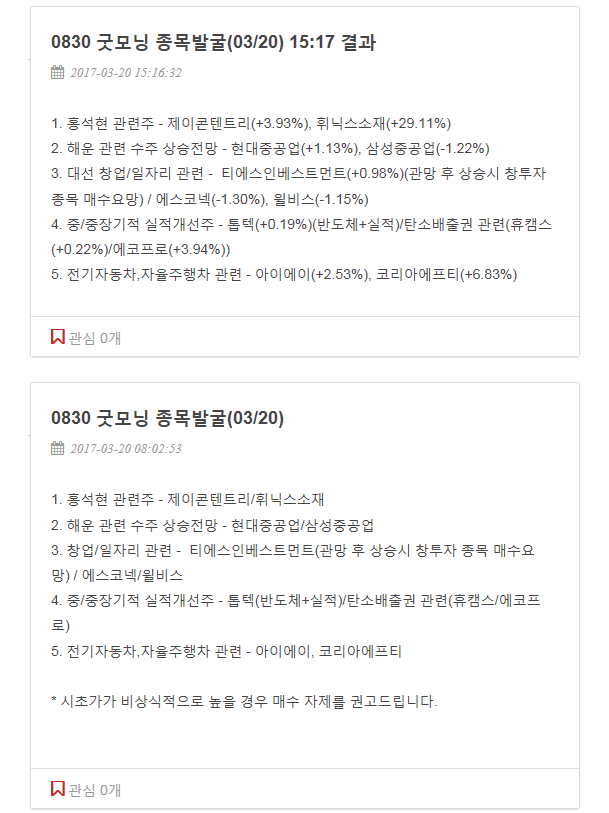 0830 굿모닝 종목발굴(03/20) 15:17 결과
2017-03-20 15:16:32
1. 홍석현 관련주 - 제이콘텐트리(+3.93%), 휘닉스소재(+29.11%)
2. 해운 관련 수주 상승전망 - 현대중공업(+1.13%), 삼성중공업(-1.22%)
3. 대선 창업/일자리 관련 -  티에스인베스트먼트(+0.98%)(관망 후 상승시 창투자
종목 매수요망) / 에스코넥(-1.30%), 윌비스(-1.15%)
4. 중/중장기적 실적개선주 - 톱텍(+0.19%)(반도체+실적)/탄소배출권 관련(휴캠스
(+0.22%)/에코프로(+3.94%))
5. 전기자동차,자율주행차 관련 - 아이에이(+2.53%), 코리아에프티(+6.83%)
관심 0개
0830 굿모닝 종목발굴(03/20)
2017-03-20 08:02:53
1. 홍석현 관련주 - 제이콘텐트리/휘닉스소재
2. 해운 관련 수주 상승전망 - 현대중공업/삼성중공업
3. 창업/일자리 관련 -  티에스인베스트먼트(관망 후 상승시 창투자 종목 매수요
망) / 에스코넥/윌비스
4. 중/중장기적 실적개선주 - 톱텍(반도체+실적)/탄소배출권 관련(휴캠스/에코프
로)
5. 전기자동차,자율주행차 관련 - 아이에이, 코리아에프티
* 시초가가 비상식적으로 높을 경우 매수 자제를 권고드립니다.
관심 0개